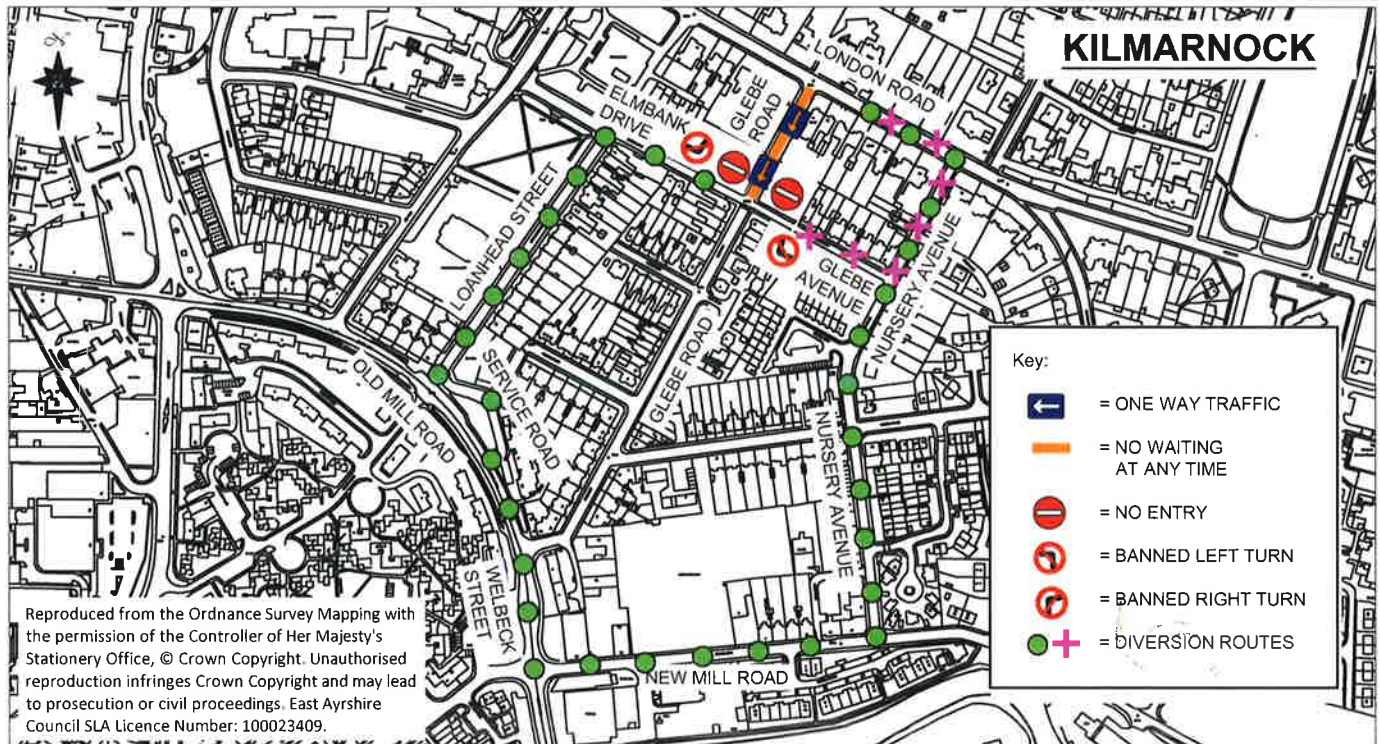 KILMARNOCK
LONDON ROAD
GLEBE
ROAD
ELMBANK
DRIVE
LOANHEAD STREET
NURSERY AVENUE
GLEBE
AVENUE
GLEBE ROAD
SERVICE ROAD
OLD MILL ROAD
NURSERY AVENUE
WELBECK
STREET
NEW MILL ROAD
Key:
= ONE WAY TRAFFIC
= NO WAITING
AT ANY TIME
= NO ENTRY
= BANNED LEFT TURN
= BANNED RIGHT TURN
= DIVERSION ROUTES
Reproduced from the Ordnance Survey Mapping with
the permission of the Controller of Her Majesty's
Stationery Office, © Crown Copyright. Unauthorised
reproduction infringes Crown Copyright and may lead
to prosecution or civil proceedings. East Ayrshire
Council SLA Licence Number: 100023409.